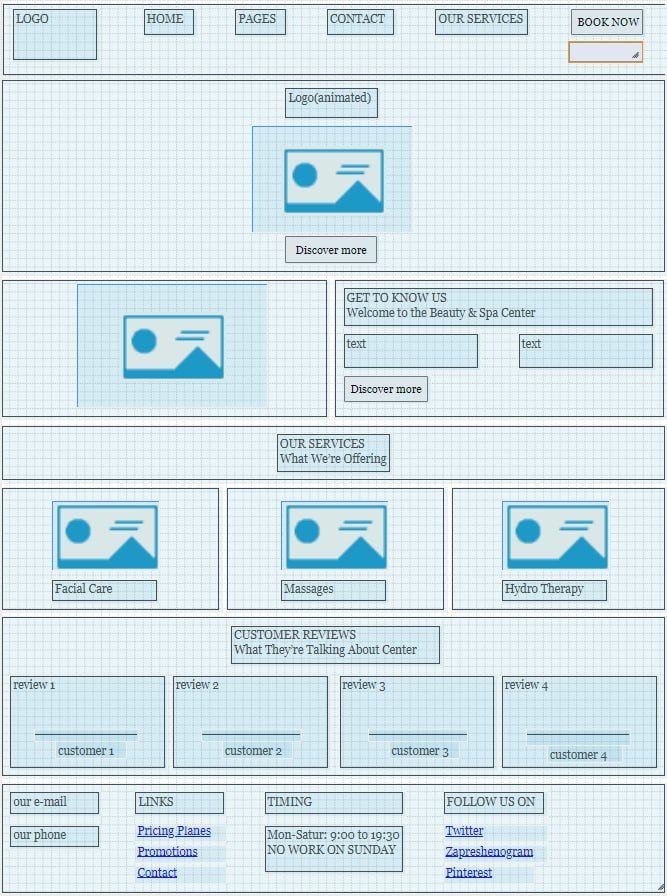 LOGO
HOME
PAGES
CONTACT
OUR SERVICES
BOOK NOW
Logo(animated)
Discover more
GET TO KNOW US
Welcome to the Beauty & Spa Center
text
text
Discover more
OUR SERVICES
What We're Offering
Facial Care
Massages
Hydro Therapy
CUSTOMER REVIEWS
What They're Talking About Center
review 1
review 2
review 3
review 4
customer 1
customer 2
customer 3
customer 4
our e-mail
our phone
LINKS
Pricing Planes
Promotions
Contact
TIMING
Mon-Satur: 9:00 to 19:30
NO WORK ON SUNDAY
FOLLOW US ON
Twitter
Zapreshenogram
Pinterest